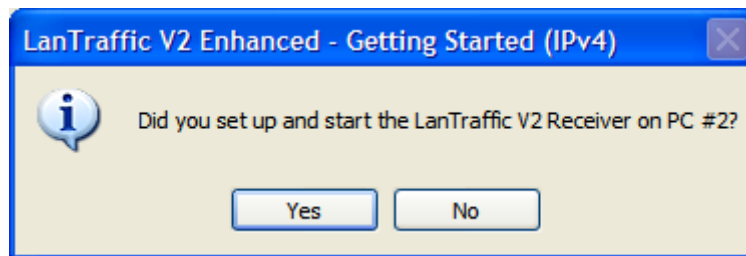 LanTraffic V2 Enhanced - Getting Started (IPv4)
Did you set up and start the LanTraffic V2 Receiver on PC #2?
Yes
No